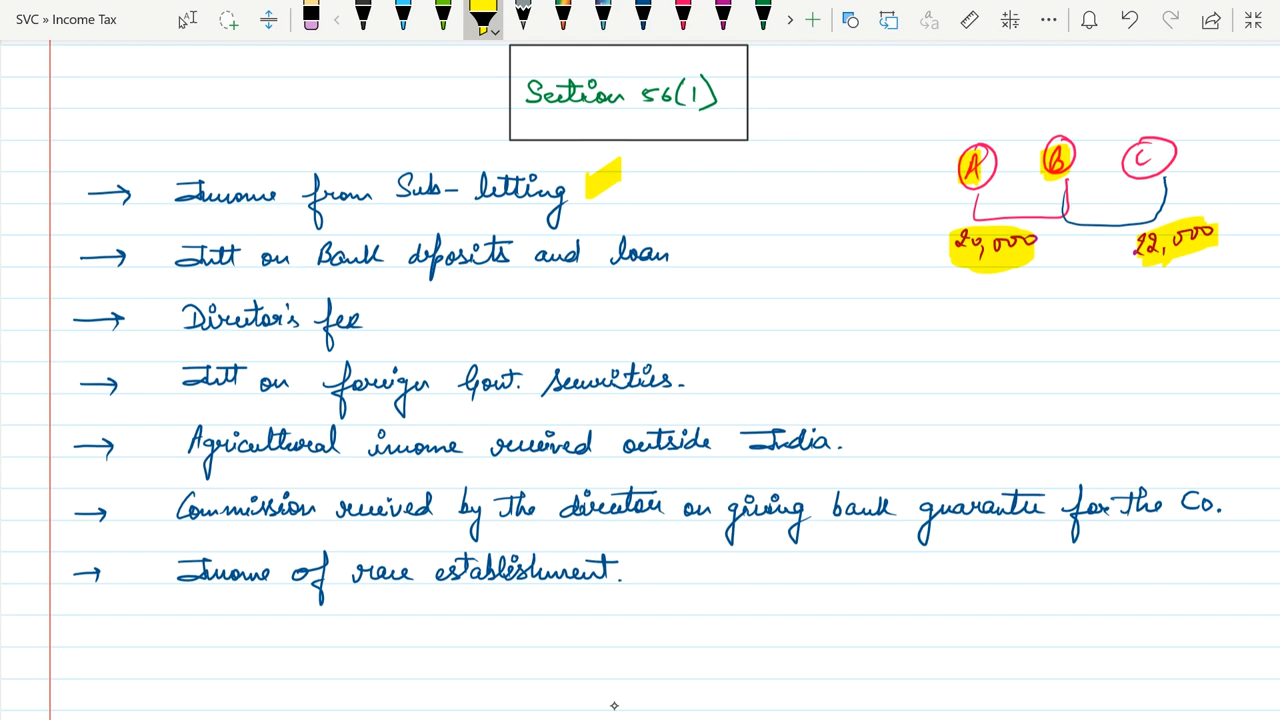 SVC » Income Tax
Section 56(1)
A B C
20,000 22,000
→ Income from Sub-letting
→ Intt on Bank deposits and loan
→ Director's fee
→ Intt on foreign Govt. securities.
→ Agricultural income received outside India.
→ Commission received by the director on giving bank guarantee for the Co.
→ Income of race establishment.